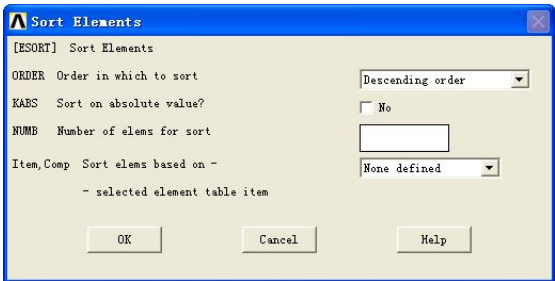 Sort Elements
[ESORT] Sort Elements
ORDER Order in which to sort
Descending order
KABS Sort on absolute value?
No
NUMB Number of elems for sort
Item,Comp Sort elems based on -
None defined
- selected element table item
OK
Cancel
Help